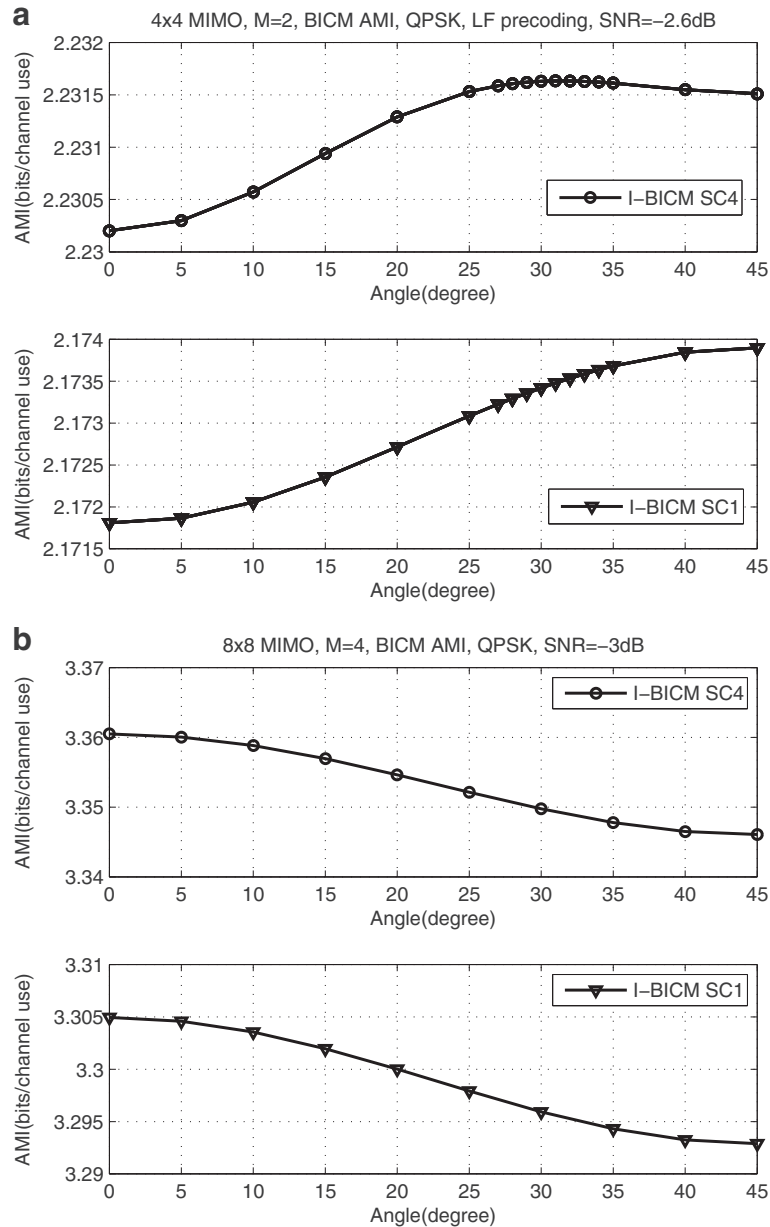 a
4x4 MIMO, M=2, BICM AMI, QPSK, LF precoding, SNR=−2.6dB
2.232
2.2315
2.231
2.2305
2.23
AMI(bits/channel use)
I−BICM SC4
0 5 10 15 20 25 30 35 40 45
Angle(degree)
2.174
2.1735
2.173
2.1725
2.172
2.1715
AMI(bits/channel use)
I−BICM SC1
0 5 10 15 20 25 30 35 40 45
Angle(degree)
b
8x8 MIMO, M=4, BICM AMI, QPSK, SNR=−3dB
3.37
3.36
3.35
3.34
AMI(bits/channel use)
I−BICM SC4
0 5 10 15 20 25 30 35 40 45
Angle(degree)
3.31
3.305
3.3
3.295
3.29
AMI(bits/channel use)
I−BICM SC1
0 5 10 15 20 25 30 35 40 45
Angle(degree)